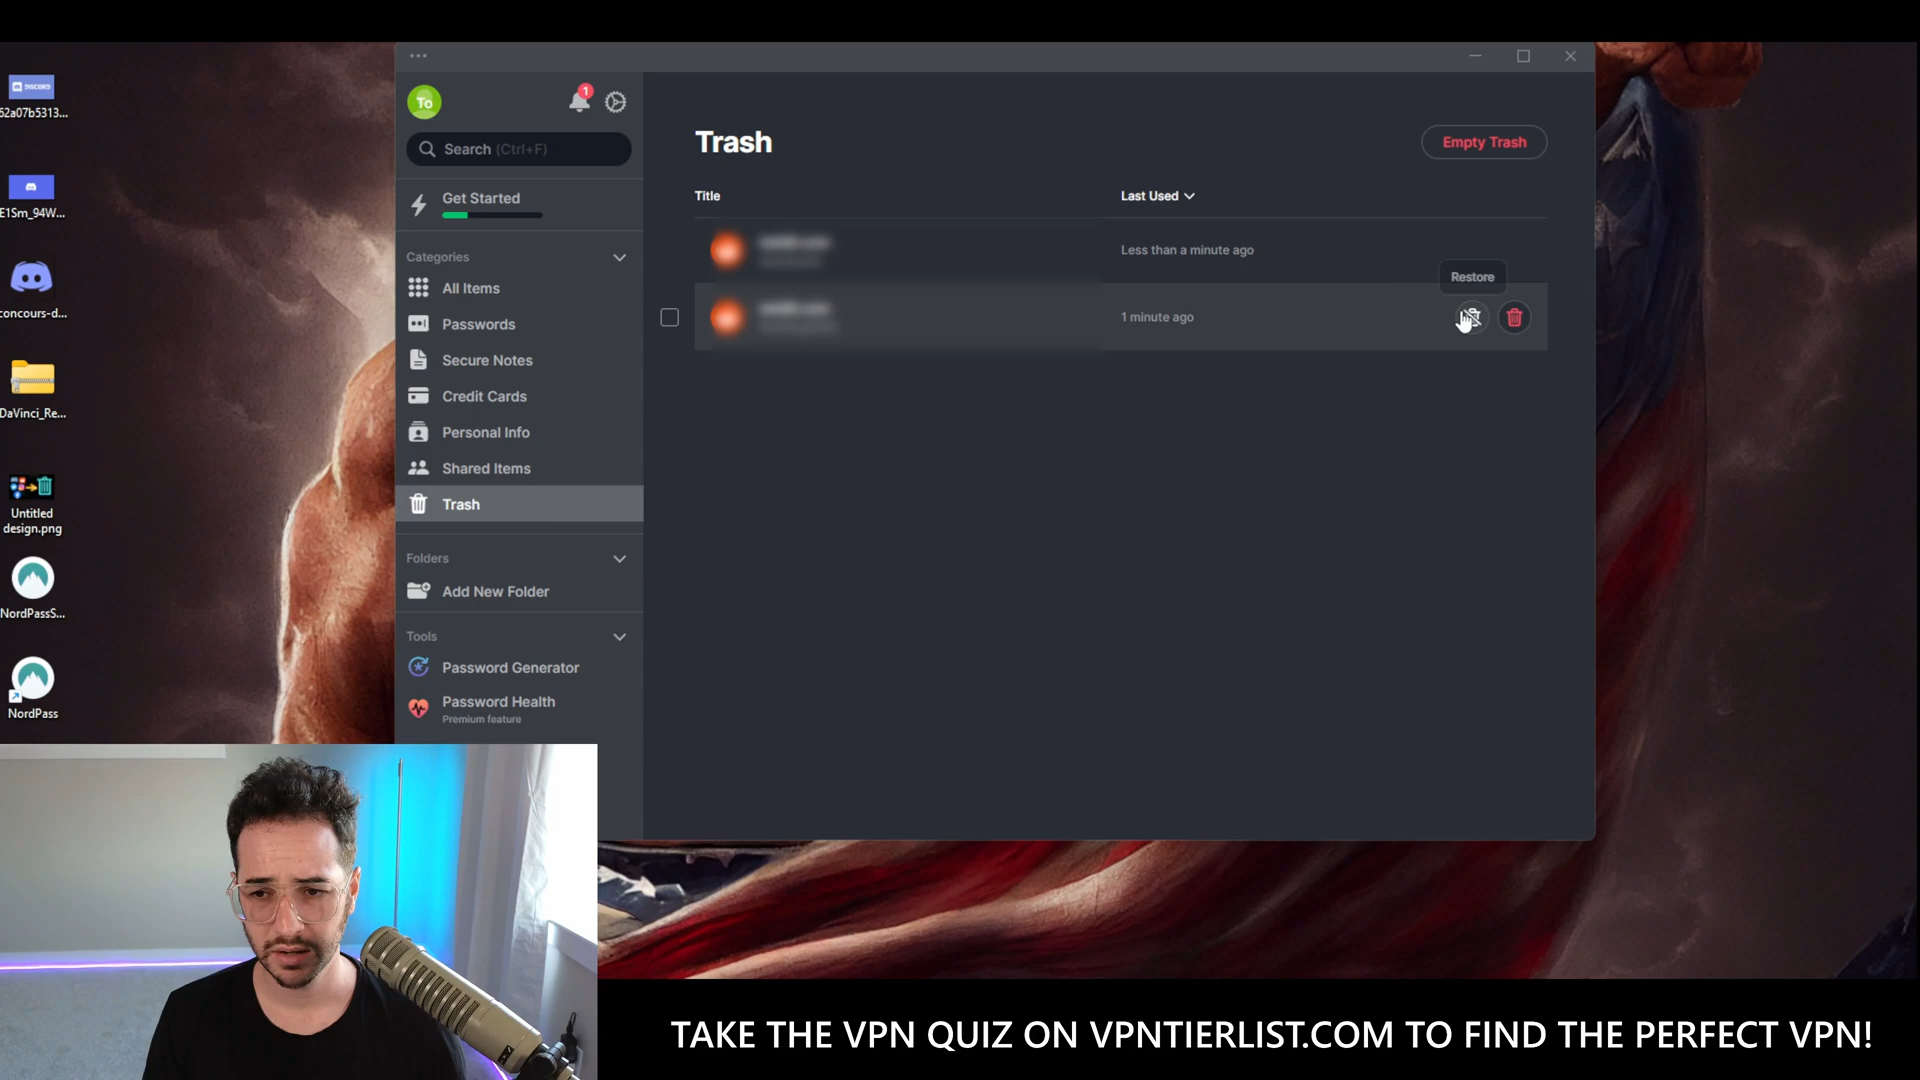 DISCORD
62a07b5313...
E1Sm_94W...
concours-d...
DaVinci_Re...
Untitled
design.png
NordPassS...
NordPass
To
1
Search (Ctrl+F)
Get Started
Categories
All Items
Passwords
Secure Notes
Credit Cards
Personal Info
Shared Items
Trash
Folders
Add New Folder
Tools
Password Generator
Password Health
Premium feature
Trash
Empty Trash
Title
Last Used
Less than a minute ago
Restore
1 minute ago
TAKE THE VPN QUIZ ON VPNTIERLIST.COM TO FIND THE PERFECT VPN!